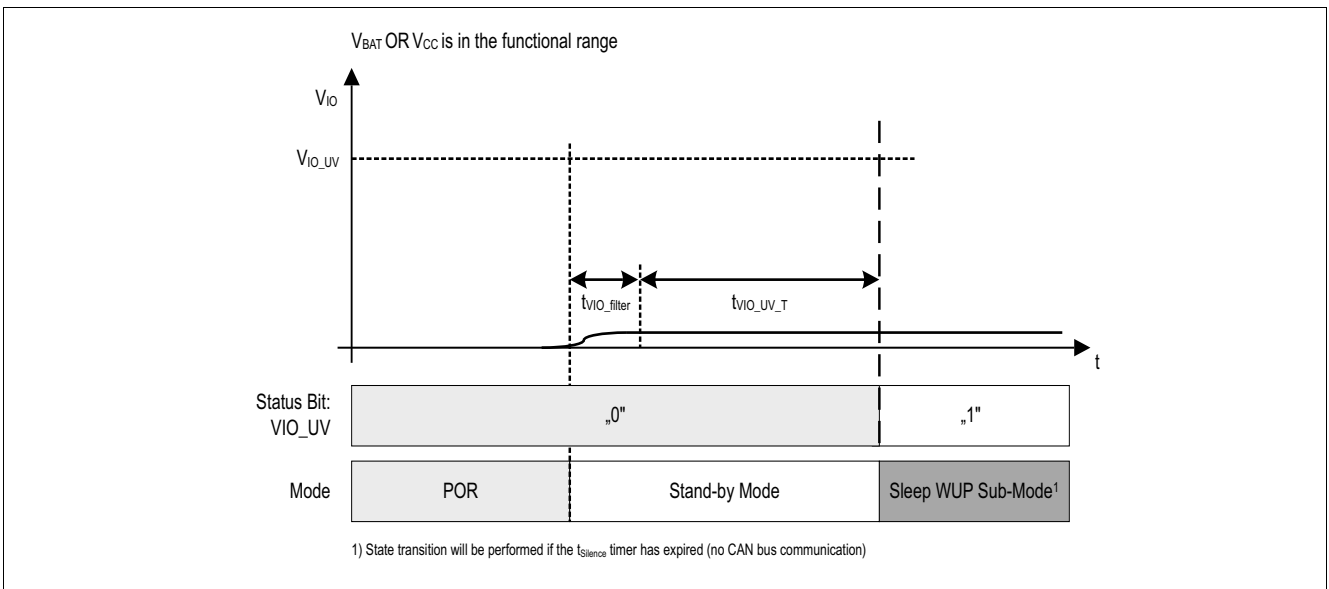 VBAT OR VCC is in the functional range
VIO
VIO_UV
tVIO_filter
tVIO_UV_T
t
Status Bit:
VIO_UV
„0"
„1"
Mode
POR
Stand-by Mode
Sleep WUP Sub-Mode1
1) State transition will be performed if the tSilence timer has expired (no CAN bus communication)